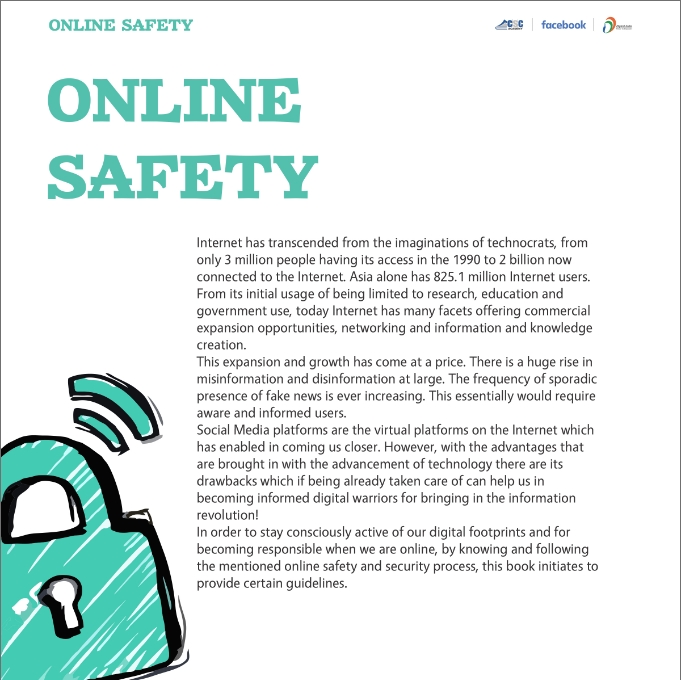 ONLINE SAFETY
CSC
facebook
ONLINE
SAFETY
Internet has transcended from the imaginations of technocrats, from
only 3 million people having its access in the 1990 to 2 billion now
connected to the Internet. Asia alone has 825.1 million Internet users.
From its initial usage of being limited to research, education and
government use, today Internet has many facets offering commercial
expansion opportunities, networking and information and knowledge
creation.
This expansion and growth has come at a price. There is a huge rise in
misinformation and disinformation at large. The frequency of sporadic
presence of fake news is ever increasing. This essentially would require
aware and informed users.
Social Media platforms are the virtual platforms on the Internet which
has enabled in coming us closer. However, with the advantages that
are brought in with the advancement of technology there are its
drawbacks which if being already taken care of can help us in
becoming informed digital warriors for bringing in the information
revolution!
In order to stay consciously active of our digital footprints and for
becoming responsible when we are online, by knowing and following
the mentioned online safety and security process, this book initiates to
provide certain guidelines.